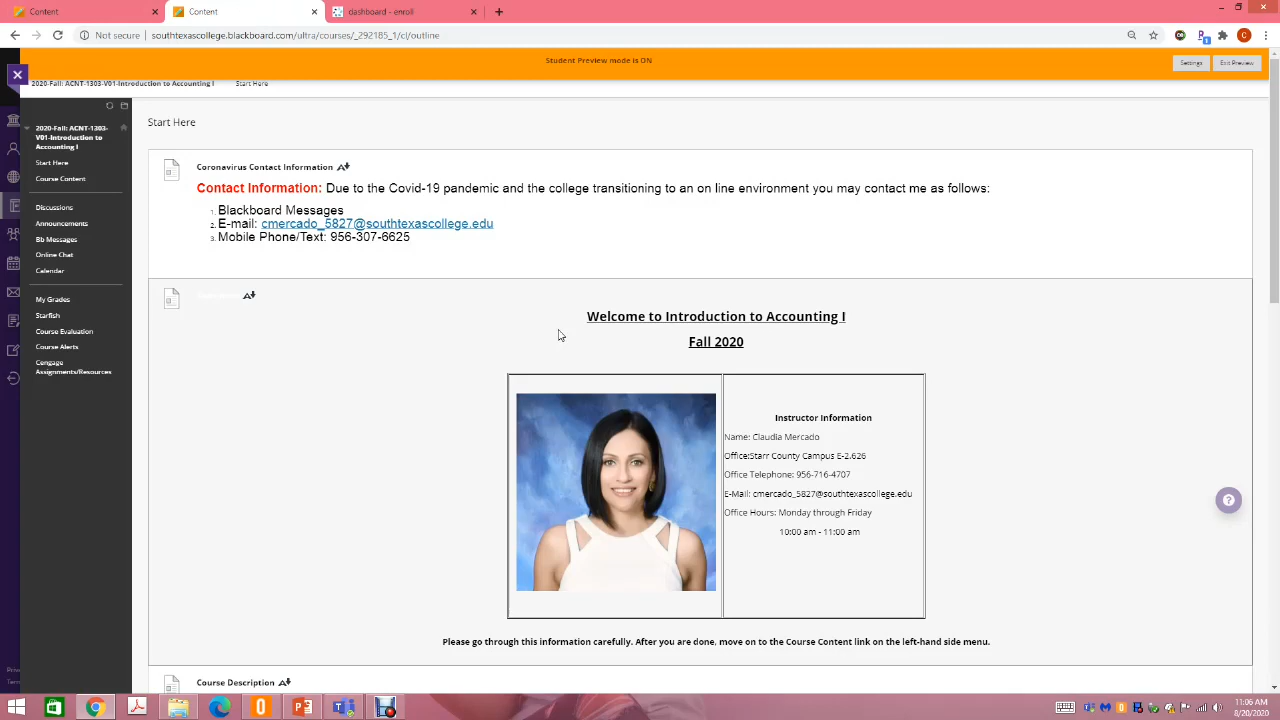 Content
Content
dashboard - enroll
Not secure | southtexascollege.blackboard.com/ultra/courses/_292185_1/cl/outline
Student Preview mode is ON
Settings
Exit Preview
2020-Fall: ACNT-1303-V01-Introduction to Accounting I
Start Here
2020-Fall: ACNT-1303-
V01-Introduction to
Accounting I
Start Here
Course Content
Discussions
Announcements
Bb Messages
Online Chat
Calendar
My Grades
Starfish
Course Evaluation
Course Alerts
Cengage
Assignments/Resources
Start Here
Coronavirus Contact Information
Contact Information: Due to the Covid-19 pandemic and the college transitioning to an on line environment you may contact me as follows:
1. Blackboard Messages
2. E-mail: cmercado_5827@southtexascollege.edu
3. Mobile Phone/Text: 956-307-6625
Welcome to Introduction to Accounting I
Fall 2020
Instructor Information
Name: Claudia Mercado
Office:Starr County Campus E-2.626
Office Telephone: 956-716-4707
E-Mail: cmercado_5827@southtexascollege.edu
Office Hours: Monday through Friday
10:00 am - 11:00 am
Please go through this information carefully. After you are done, move on to the Course Content link on the left-hand side menu.
Course Description
11:06 AM
8/20/2020